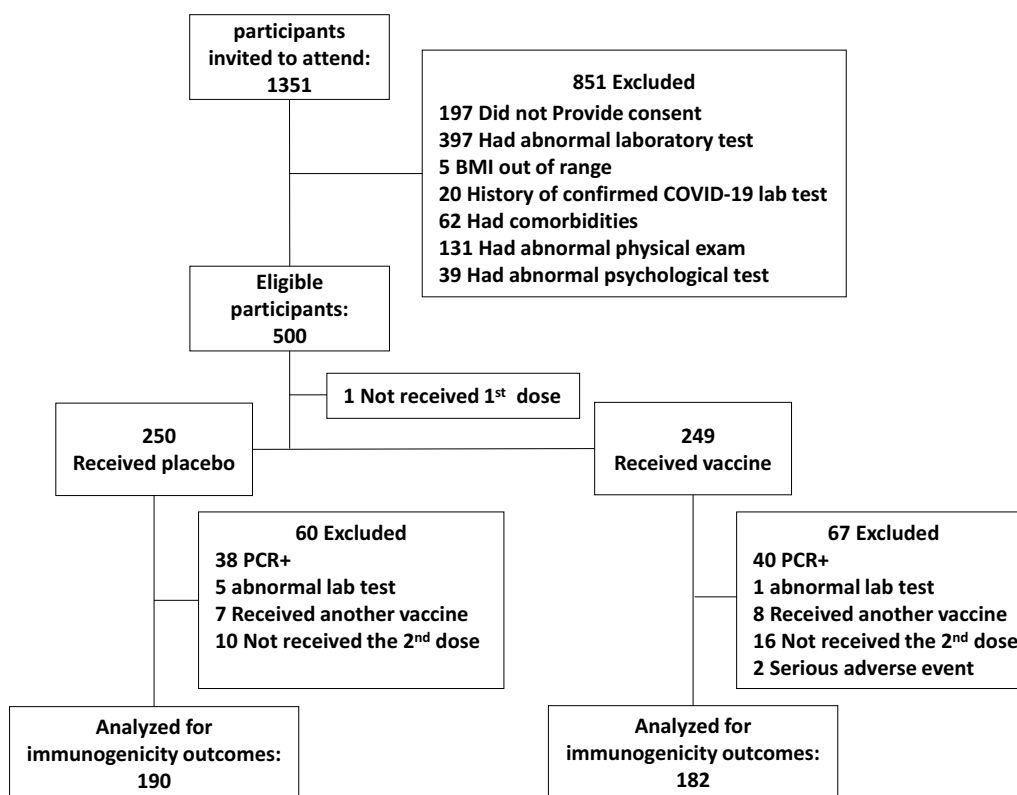 participants
invited to attend:
1351
851 Excluded
197 Did not Provide consent
397 Had abnormal laboratory test
5 BMI out of range
20 History of confirmed COVID-19 lab test
62 Had comorbidities
131 Had abnormal physical exam
39 Had abnormal psychological test
Eligible
participants:
500
1 Not received 1st dose
250
Received placebo
249
Received vaccine
60 Excluded
38 PCR+
5 abnormal lab test
7 Received another vaccine
10 Not received the 2nd dose
67 Excluded
40 PCR+
1 abnormal lab test
8 Received another vaccine
16 Not received the 2nd dose
2 Serious adverse event
Analyzed for
immunogenicity outcomes:
190
Analyzed for
immunogenicity outcomes:
182